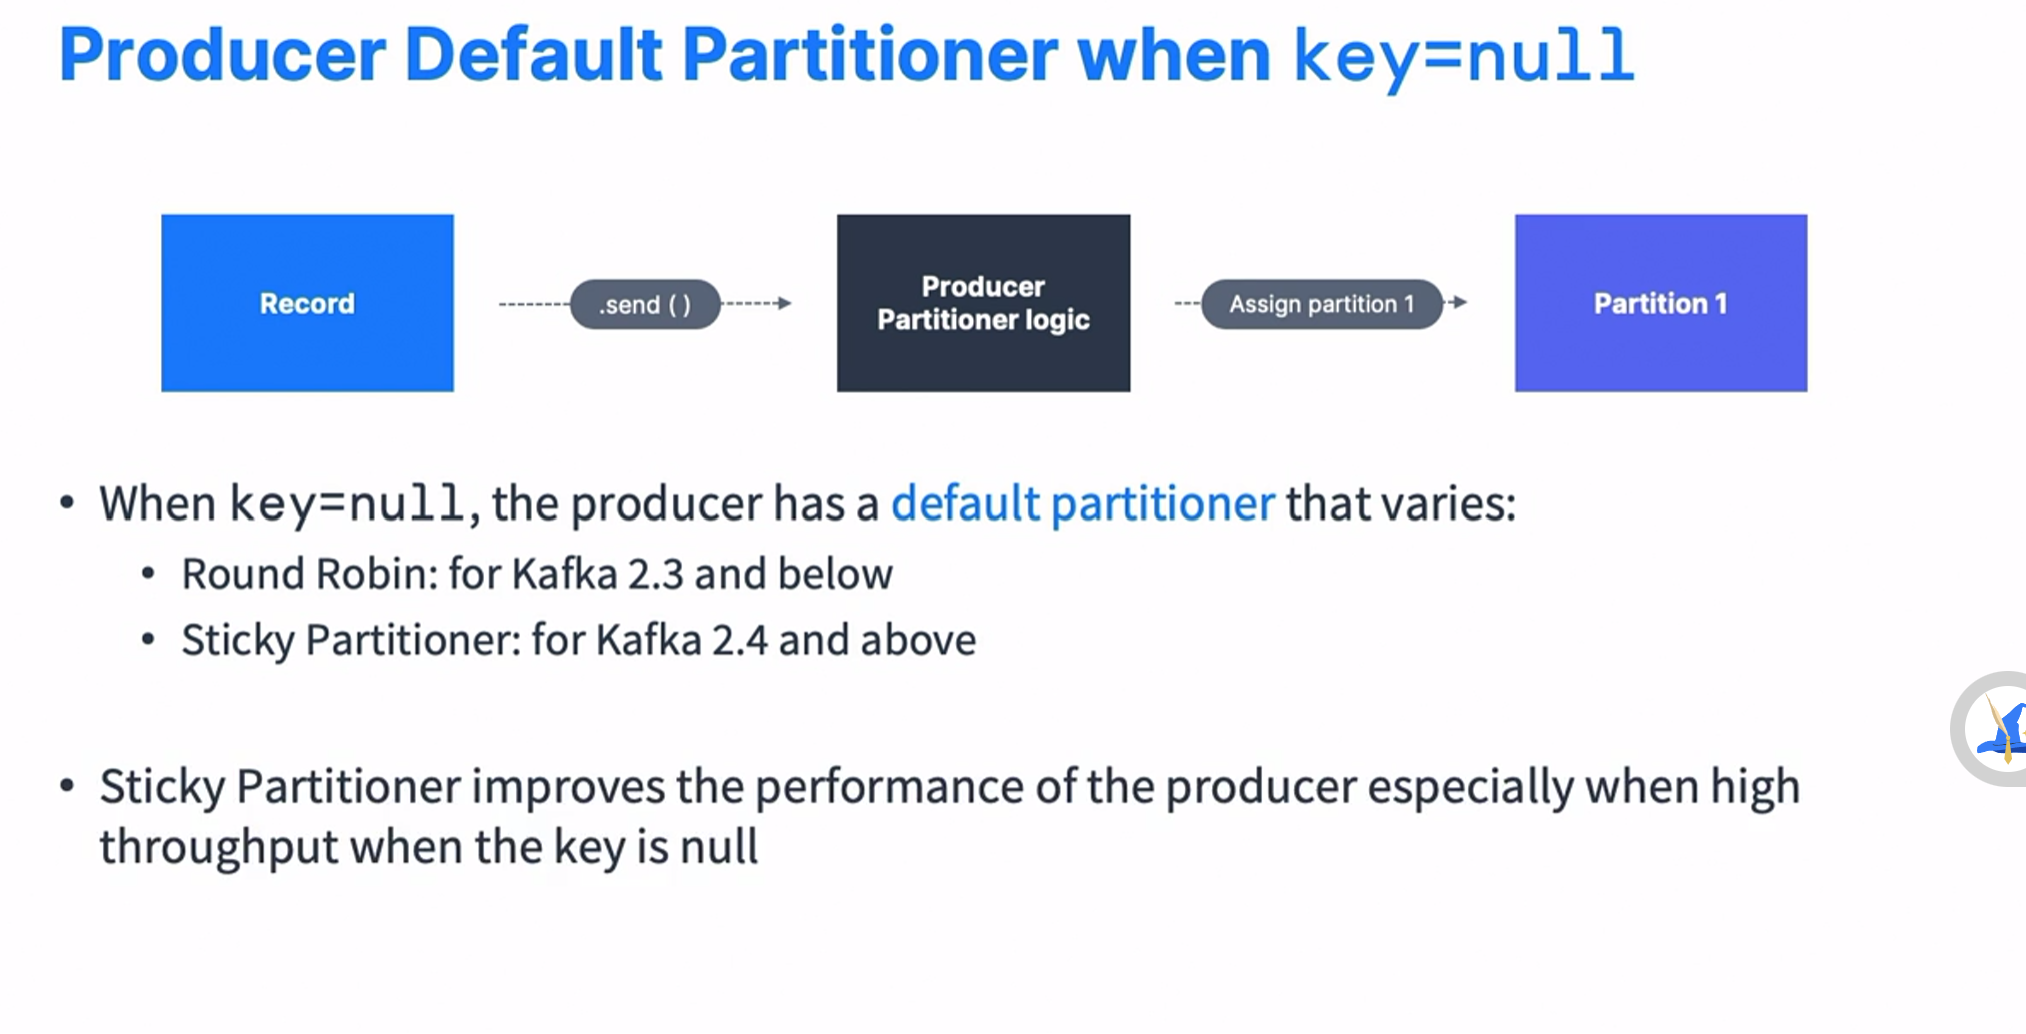 Producer Default Partitioner when key=null
Record
.send ()
Producer
Partitioner logic
Assign partition 1
Partition 1
• When key=null, the producer has a default partitioner that varies:
• Round Robin: for Kafka 2.3 and below
• Sticky Partitioner: for Kafka 2.4 and above
• Sticky Partitioner improves the performance of the producer especially when high
throughput when the key is null